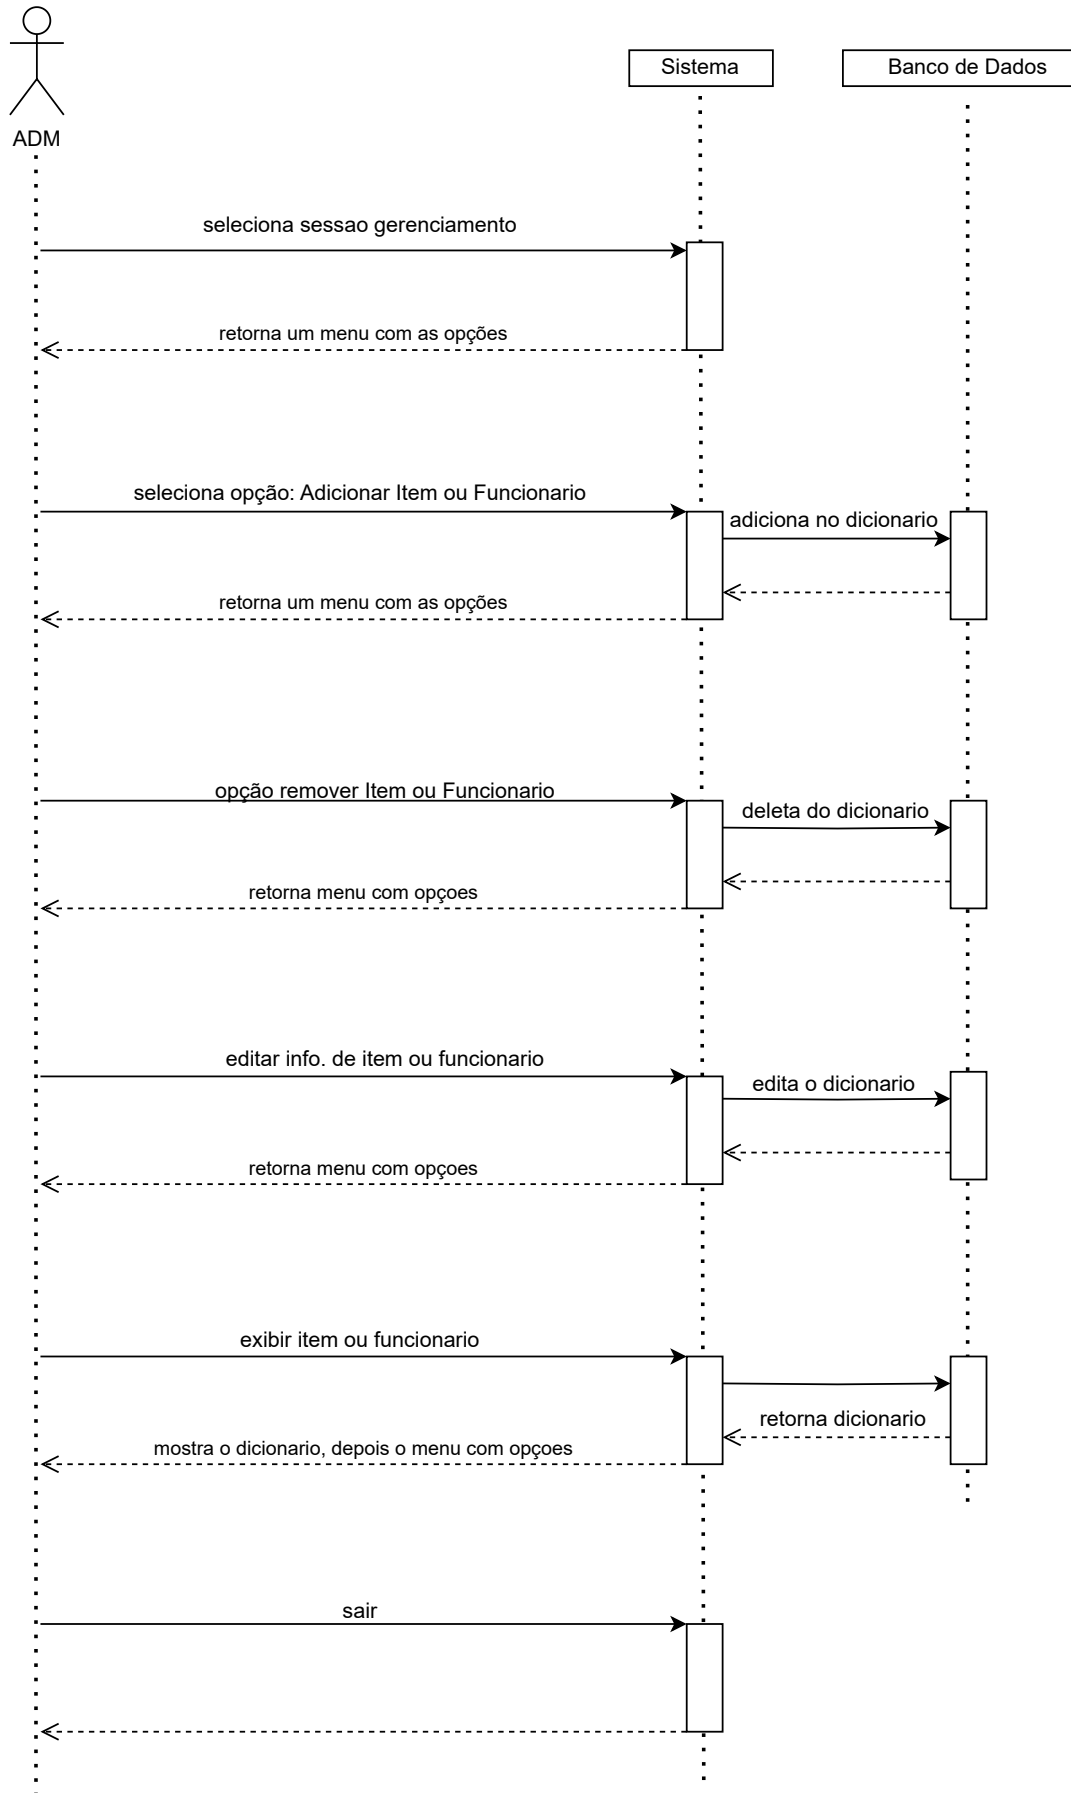 Sistema
Banco de Dados
ADM
seleciona sessao gerenciamento
retorna um menu com as opções
seleciona opção: Adicionar Item ou Funcionario
adiciona no dicionario
retorna um menu com as opções
opção remover Item ou Funcionario
deleta do dicionario
retorna menu com opçoes
editar info. de item ou funcionario
edita o dicionario
retorna menu com opçoes
exibir item ou funcionario
retorna dicionario
mostra o dicionario, depois o menu com opçoes
sair